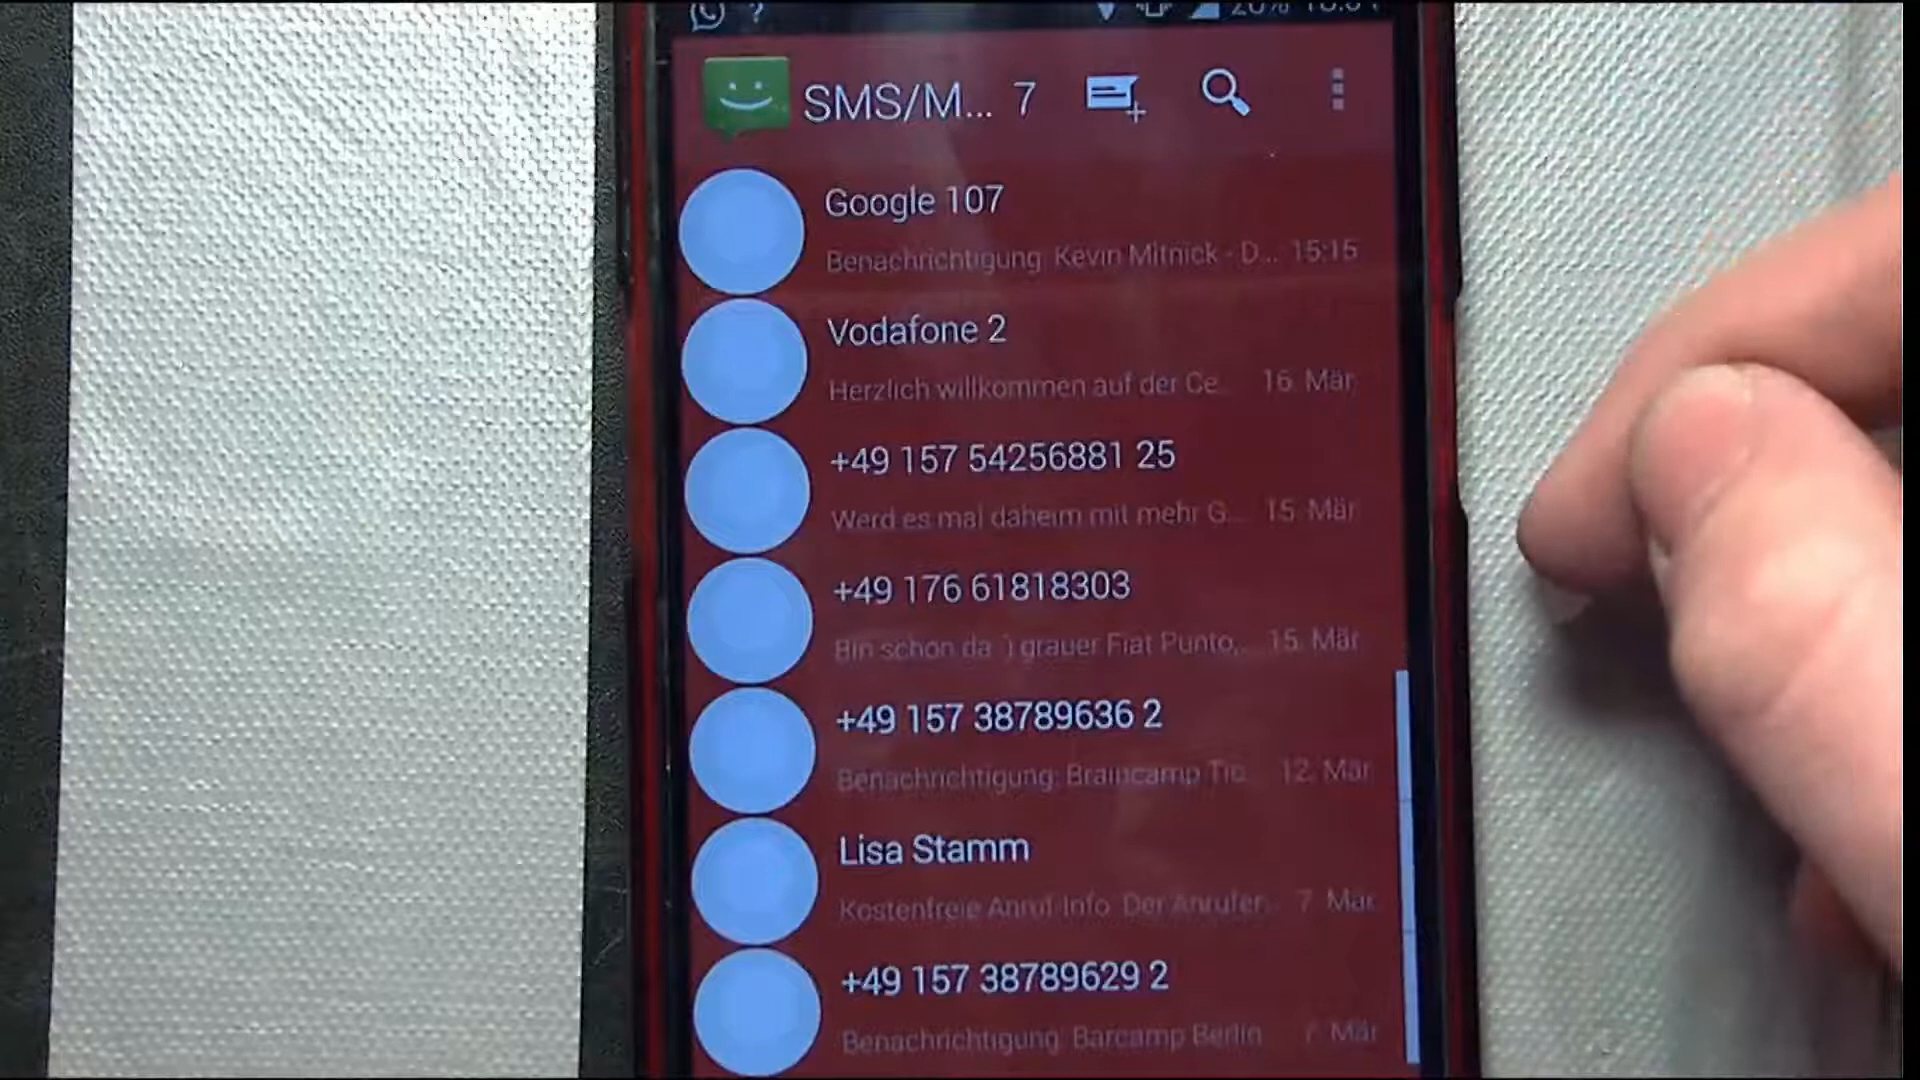 SMS/M... 7
Google 107
Benachrichtigung: Kevin Mitnick - D... 15:15
Vodafone 2
Herzlich willkommen auf der Ce... 16. Mär
+49 157 54256881 25
Werd es mal daheim mit mehr G... 15. Mär
+49 176 61818303
Bin schon da :) grauer Fiat Punto,... 15. Mär
+49 157 38789636 2
Benachrichtigung: Braincamp Tic... 12. Mär
Lisa Stamm
Kostenfreie Anruf-Info: Der Anrufer... 7. Mär
+49 157 38789629 2
Benachrichtigung: Barcamp Berlin 7. Mär